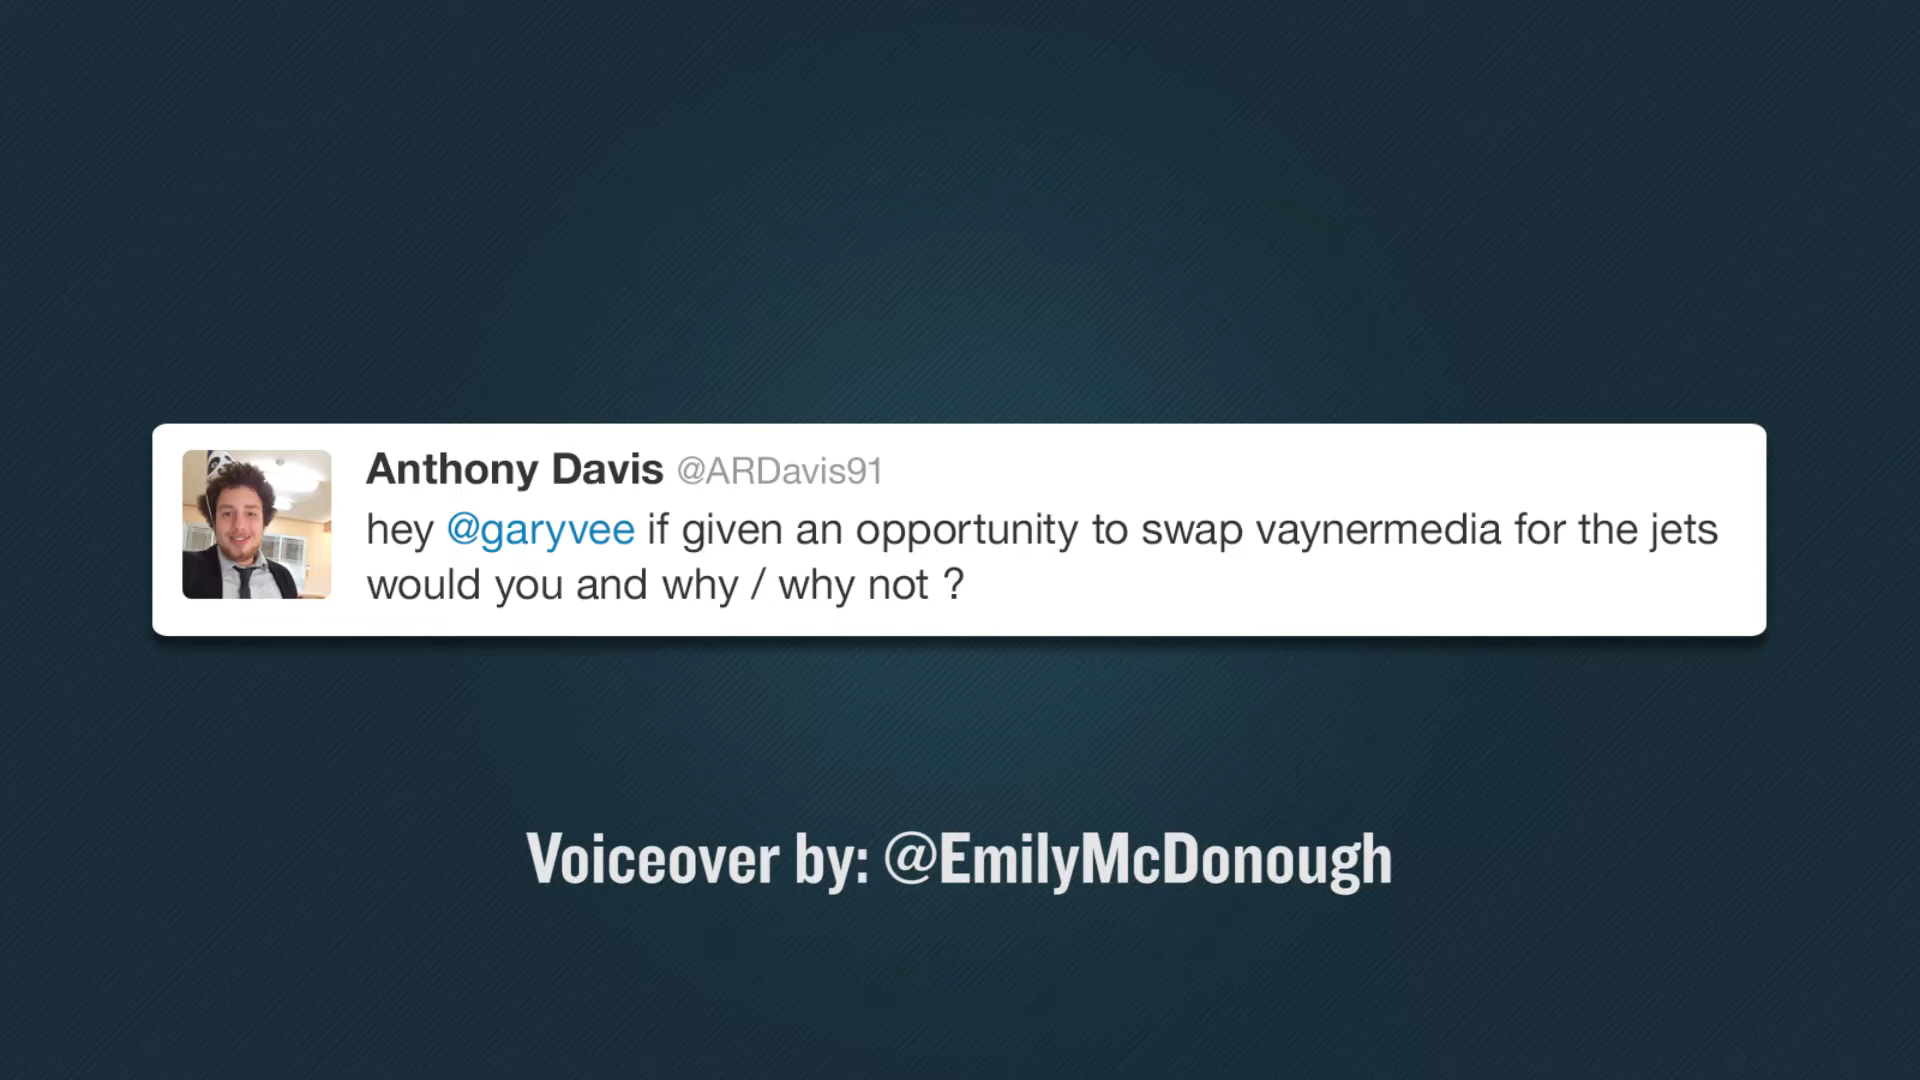 Anthony Davis @ARDavis91
hey @garyvee if given an opportunity to swap vaynermedia for the jets
would you and why / why not ?
Voiceover by: @EmilyMcDonough